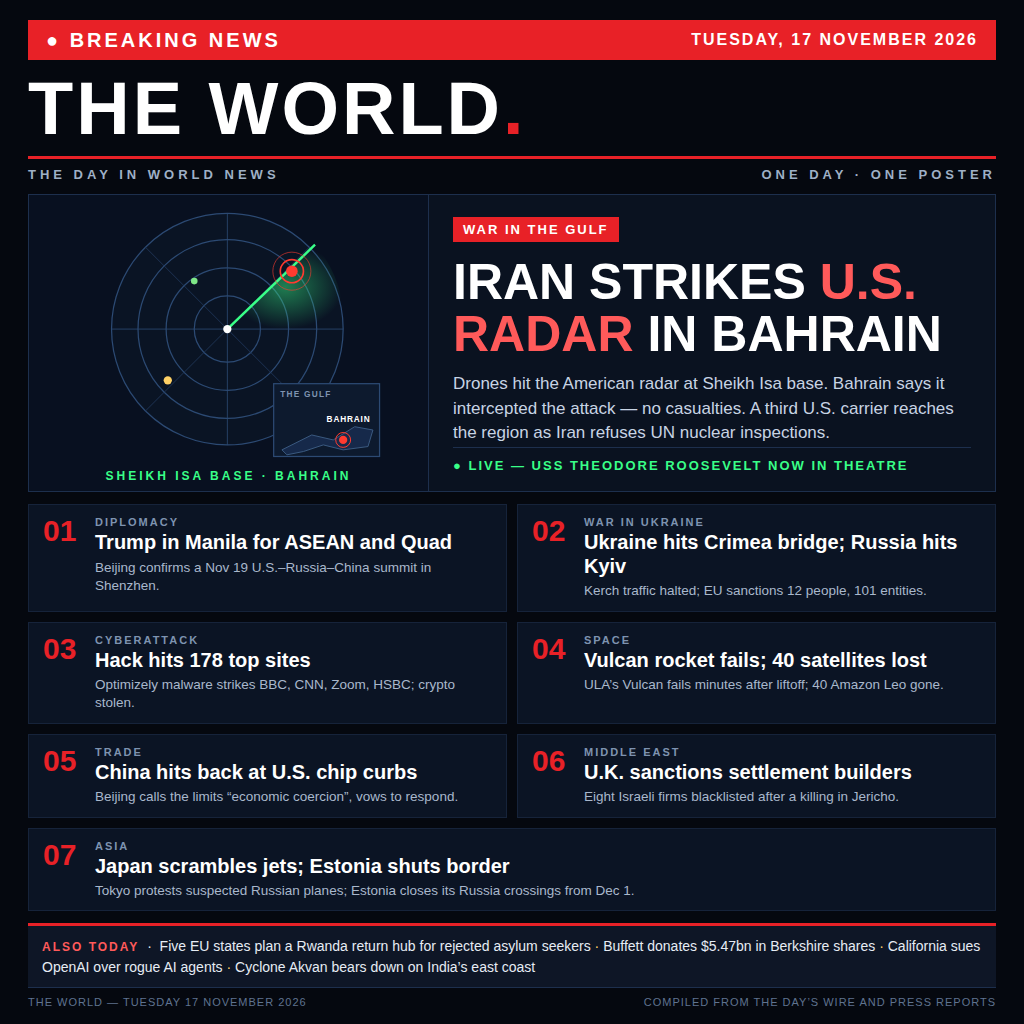 ● BREAKING NEWS
TUESDAY, 17 NOVEMBER 2026
THE WORLD.
THE DAY IN WORLD NEWS
ONE DAY · ONE POSTER
THE GULF
BAHRAIN
SHEIKH ISA BASE · BAHRAIN
WAR IN THE GULF
IRAN STRIKES U.S.
RADAR IN BAHRAIN
Drones hit the American radar at Sheikh Isa base. Bahrain says it
intercepted the attack — no casualties. A third U.S. carrier reaches
the region as Iran refuses UN nuclear inspections.
● LIVE — USS THEODORE ROOSEVELT NOW IN THEATRE
01
DIPLOMACY
Trump in Manila for ASEAN and Quad
Beijing confirms a Nov 19 U.S.–Russia–China summit in
Shenzhen.
02
WAR IN UKRAINE
Ukraine hits Crimea bridge; Russia hits
Kyiv
Kerch traffic halted; EU sanctions 12 people, 101 entities.
03
CYBERATTACK
Hack hits 178 top sites
Optimizely malware strikes BBC, CNN, Zoom, HSBC; crypto
stolen.
04
SPACE
Vulcan rocket fails; 40 satellites lost
ULA’s Vulcan fails minutes after liftoff; 40 Amazon Leo gone.
05
TRADE
China hits back at U.S. chip curbs
Beijing calls the limits “economic coercion”, vows to respond.
06
MIDDLE EAST
U.K. sanctions settlement builders
Eight Israeli firms blacklisted after a killing in Jericho.
07
ASIA
Japan scrambles jets; Estonia shuts border
Tokyo protests suspected Russian planes; Estonia closes its Russia crossings from Dec 1.
ALSO TODAY · Five EU states plan a Rwanda return hub for rejected asylum seekers · Buffett donates $5.47bn in Berkshire shares · California sues
OpenAI over rogue AI agents · Cyclone Akvan bears down on India’s east coast
THE WORLD — TUESDAY 17 NOVEMBER 2026
COMPILED FROM THE DAY’S WIRE AND PRESS REPORTS